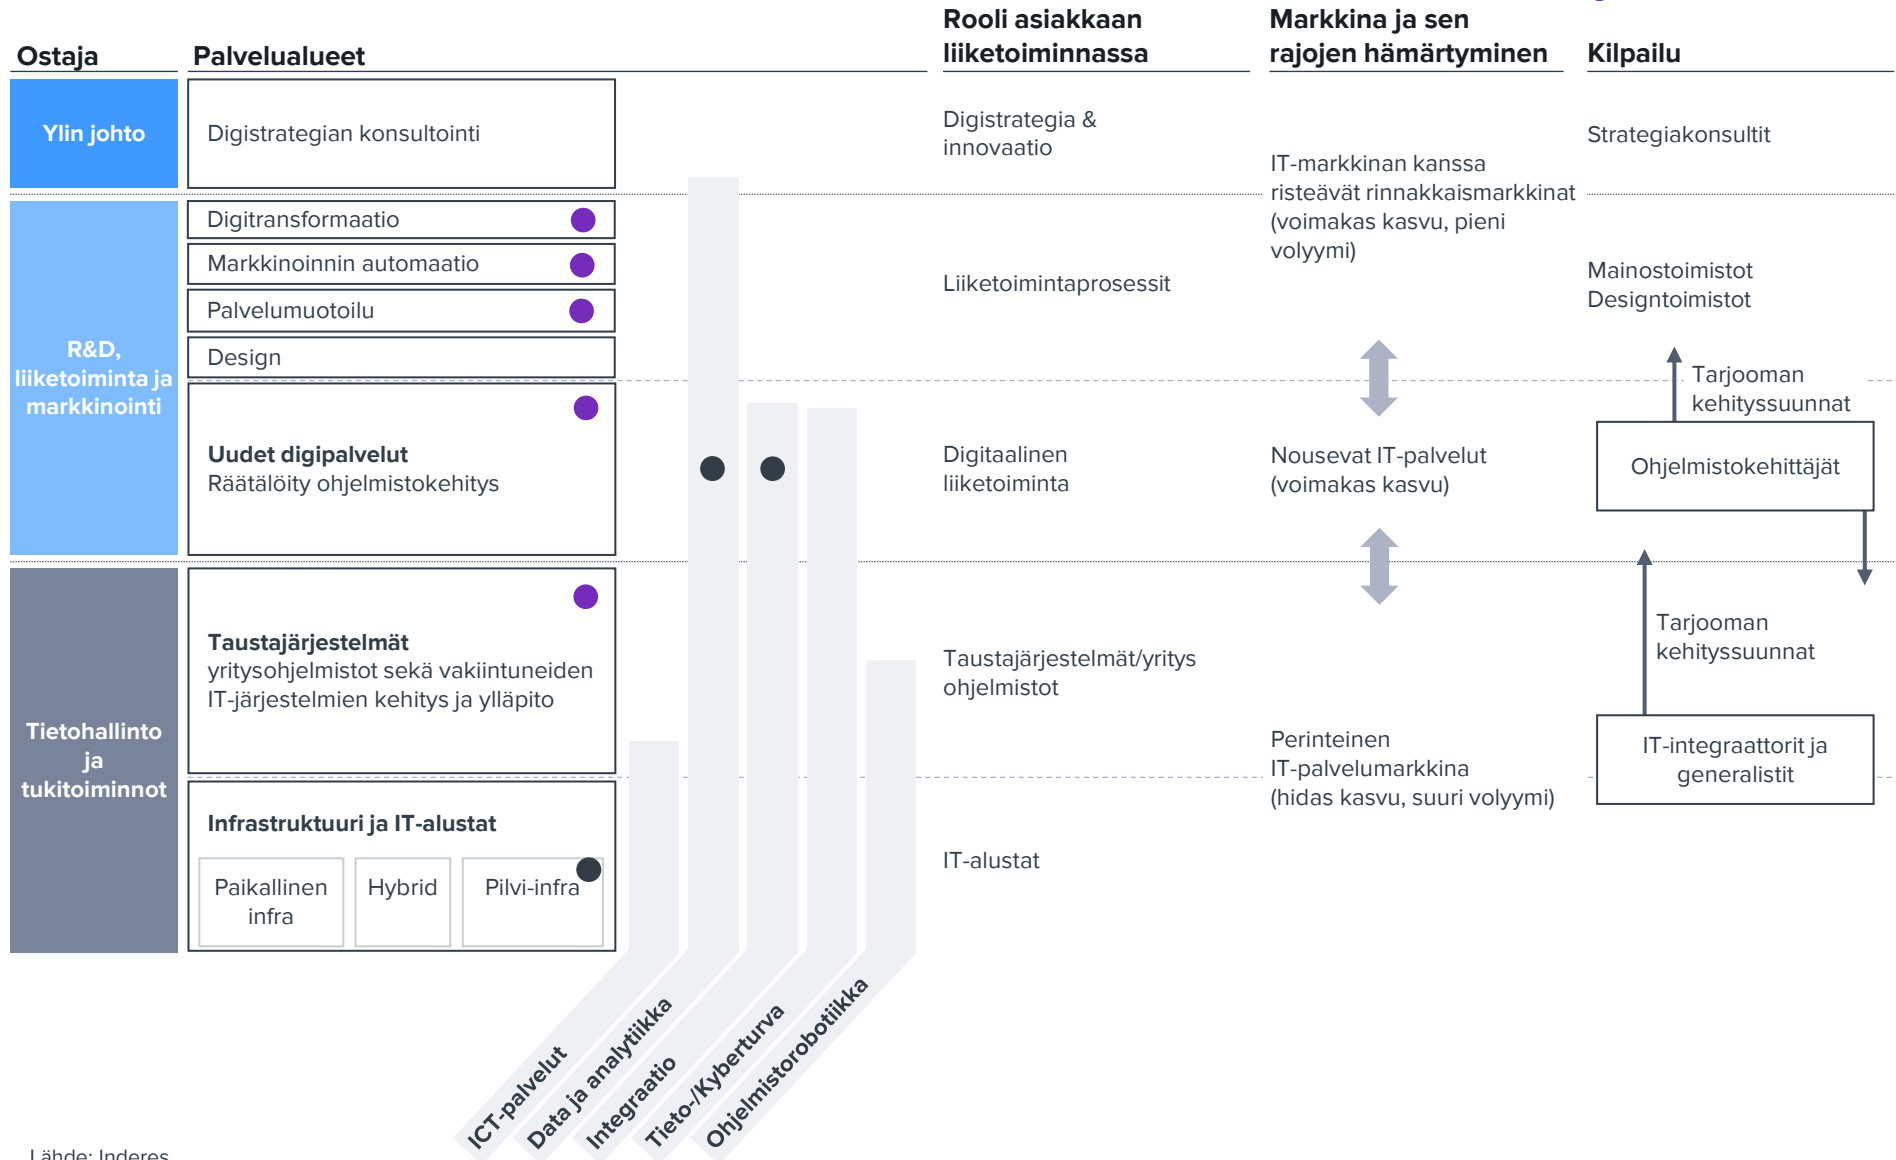 Ostaja
Palvelualueet
Rooli asiakkaan
liiketoiminnassa
Markkina ja sen
rajojen hämärtyminen
Kilpailu
Ylin johto
Digistrategian konsultointi
Digistrategia &
innovaatio
IT-markkinan kanssa
risteävät rinnakkaismarkkinat
(voimakas kasvu, pieni
volyymi)
Strategiakonsultit
R&D,
liiketoiminta ja
markkinointi
Digitransformaatio
Markkinoinnin automaatio
Palvelumuotoilu
Design
Liiketoimintaprosessit
Mainostoimistot
Designtoimistot
Tarjooman
kehityssuunnat
Uudet digipalvelut
Räätälöity ohjelmistokehitys
Digitaalinen
liiketoiminta
Nousevat IT-palvelut
(voimakas kasvu)
Ohjelmistokehittäjät
Tietohallinto
ja
tukitoiminnot
Taustajärjestelmät
yritysohjelmistot sekä vakiintuneiden
IT-järjestelmien kehitys ja ylläpito
Taustajärjestelmät/yritys
ohjelmistot
Tarjooman
kehityssuunnat
Perinteinen
IT-palvelumarkkina
(hidas kasvu, suuri volyymi)
IT-integraattorit ja
generalistit
Infrastruktuuri ja IT-alustat
Paikallinen
infra
Hybrid
Pilvi-infra
IT-alustat
ICT-palvelut
Data ja analytiikka
Integraatio
Tieto-/Kyberturva
Ohjelmistorobotiikka
Lähde: Inderes